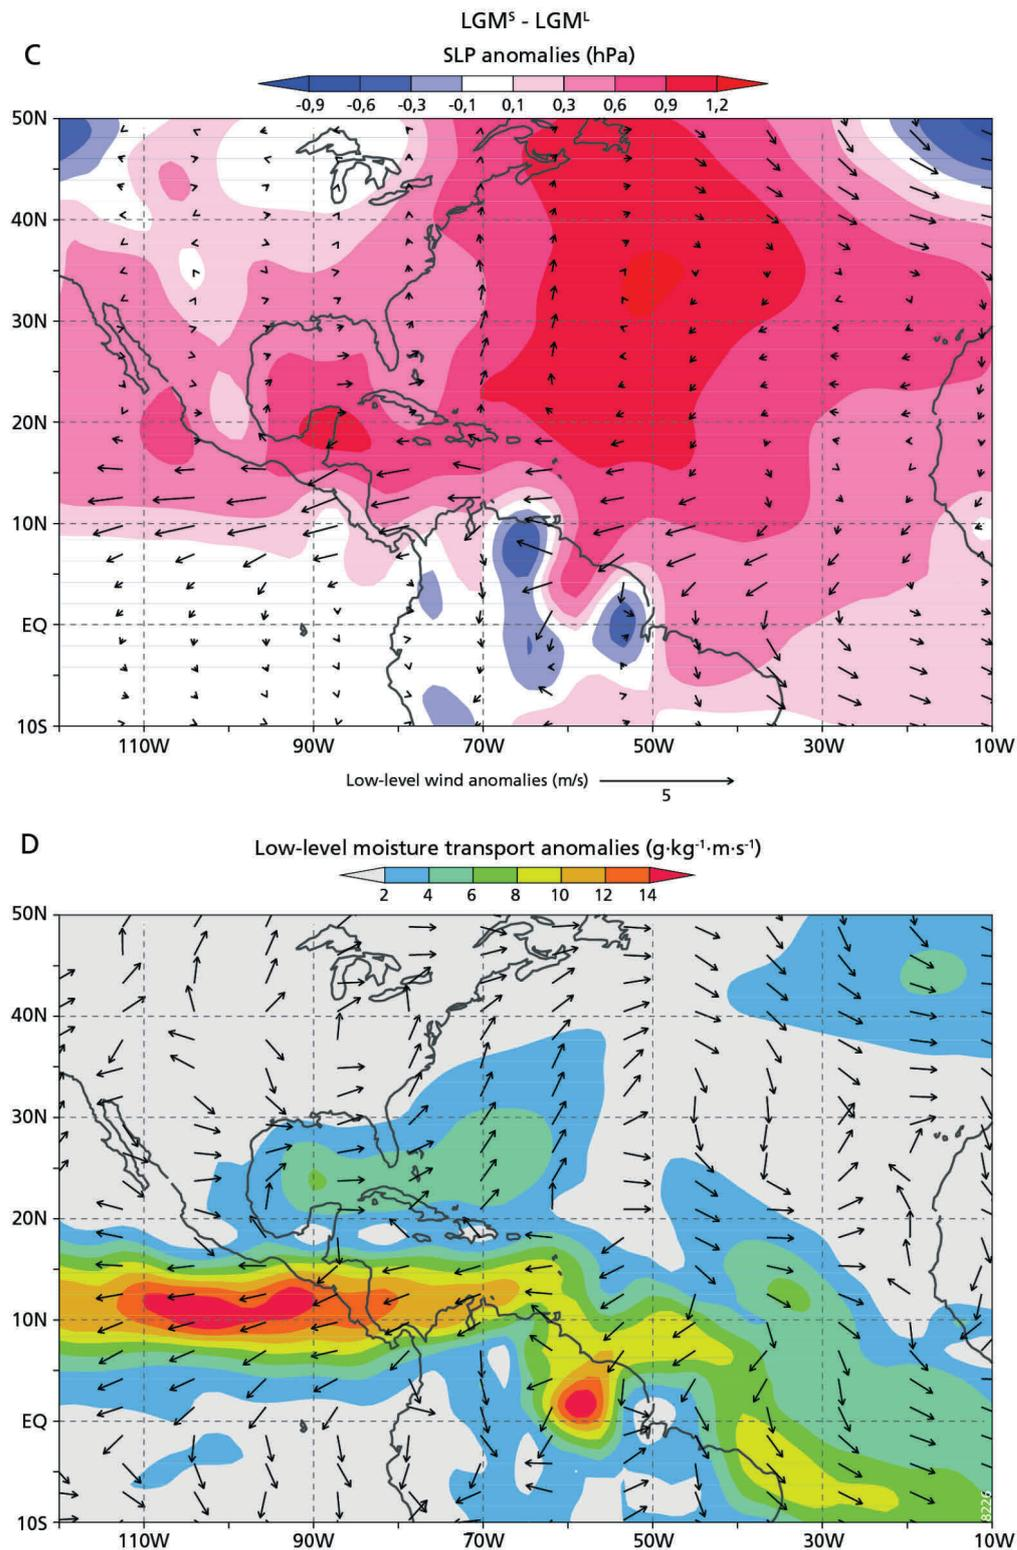 LGMˢ - LGMᴸ
C
SLP anomalies (hPa)
-0,9 -0,6 -0,3 -0,1 0,1 0,3 0,6 0,9 1,2
50N
40N
30N
20N
10N
EQ
10S
110W 90W 70W 50W 30W 10W
Low-level wind anomalies (m/s)
5
D
Low-level moisture transport anomalies (g·kg⁻¹·m·s⁻¹)
2 4 6 8 10 12 14
50N
40N
30N
20N
10N
EQ
10S
8226
110W 90W 70W 50W 30W 10W